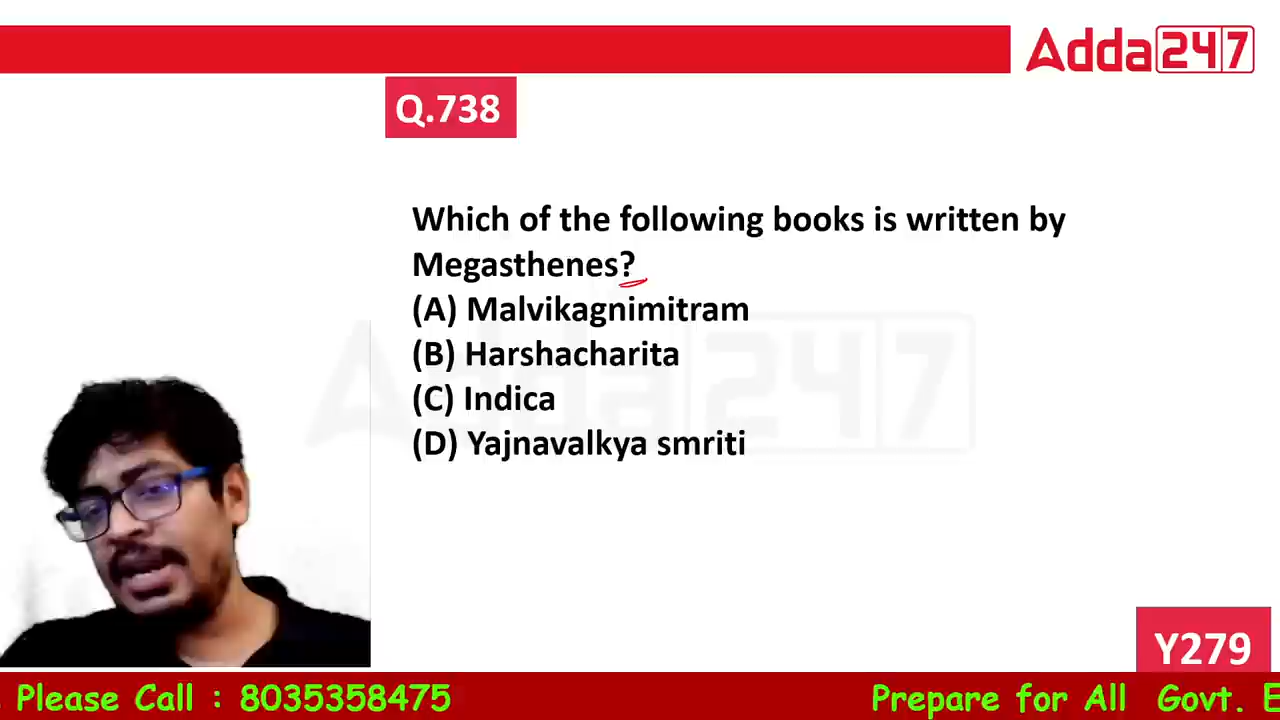 Adda247
Q.738
Which of the following books is written by
Megasthenes?
(A) Malvikagnimitram
(B) Harshacharita
(C) Indica
(D) Yajnavalkya smriti
Adda247
Y279
Please Call : 8035358475 Prepare for All Govt. E